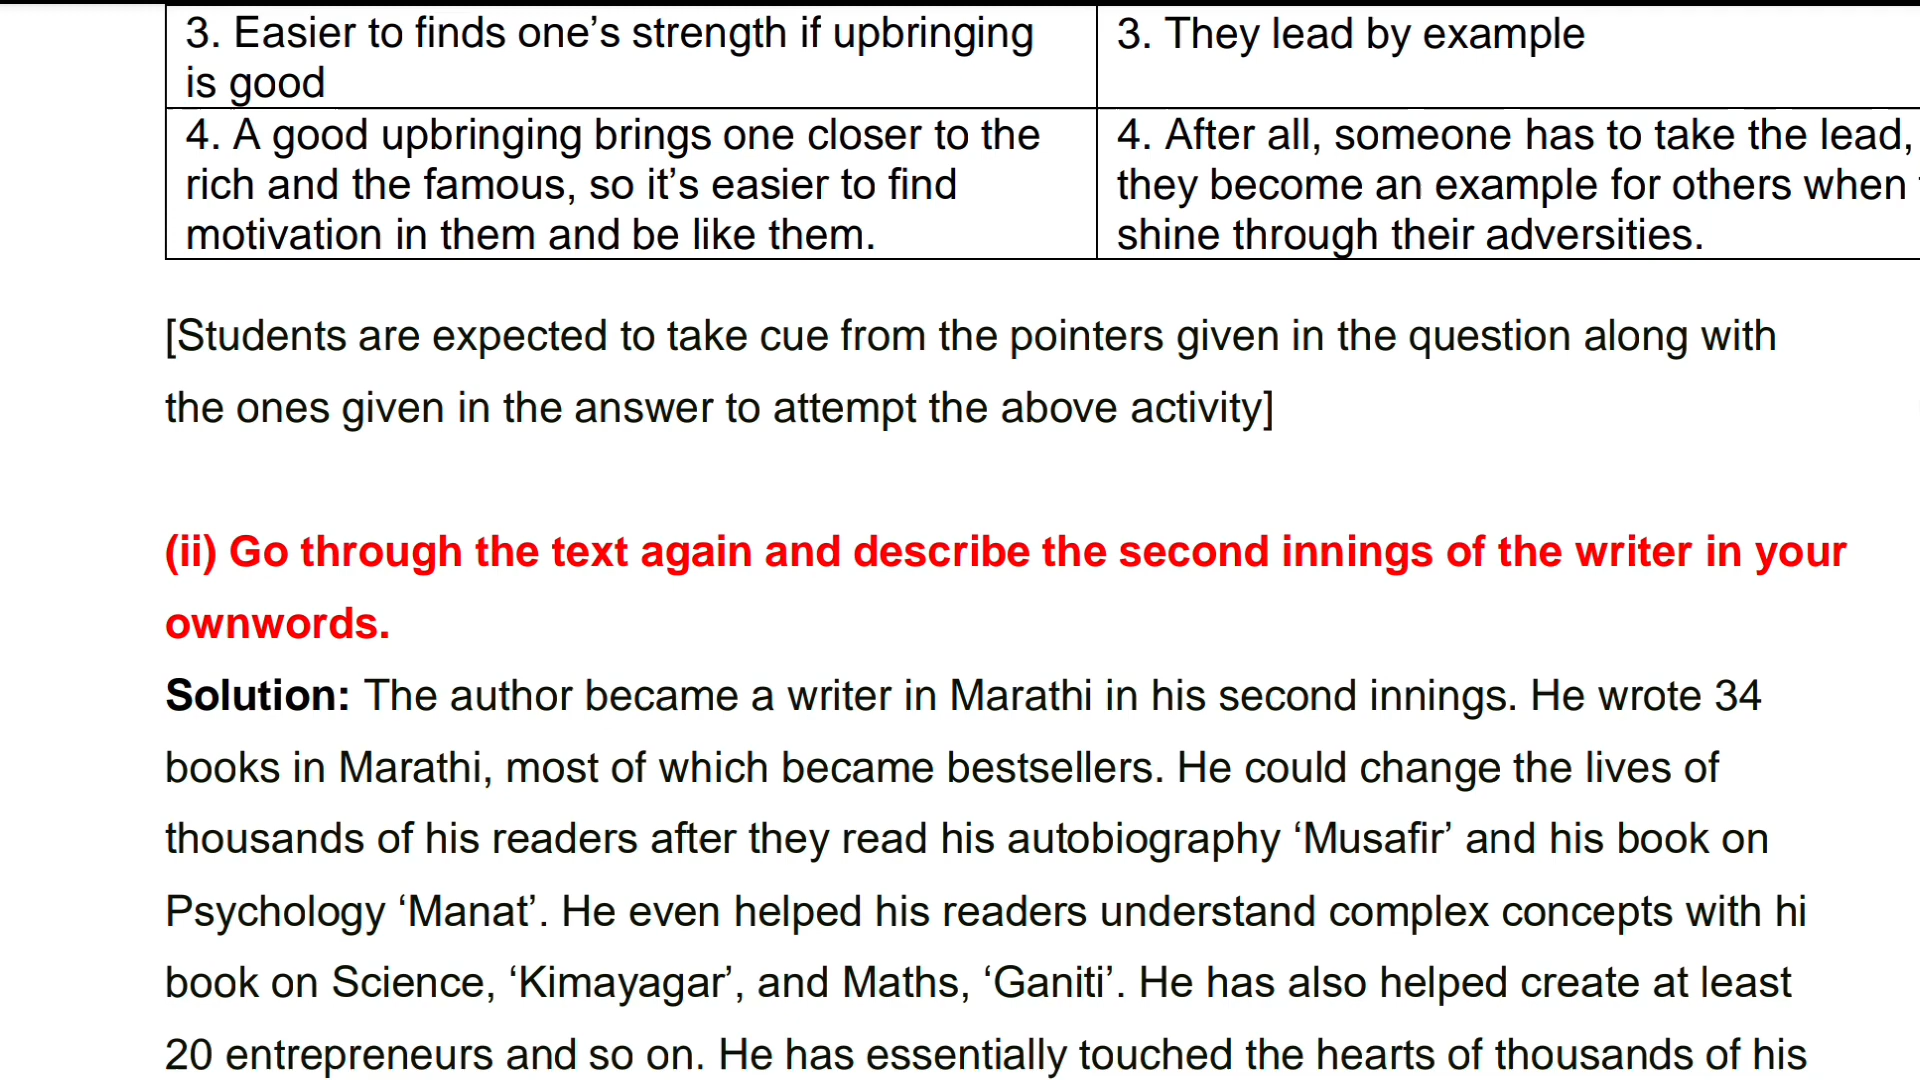 3. Easier to finds one’s strength if upbringing
is good
3. They lead by example
4. A good upbringing brings one closer to the
rich and the famous, so it’s easier to find
motivation in them and be like them.
4. After all, someone has to take the lead,
they become an example for others when
shine through their adversities.
[Students are expected to take cue from the pointers given in the question along with
the ones given in the answer to attempt the above activity]
(ii) Go through the text again and describe the second innings of the writer in your
ownwords.
Solution: The author became a writer in Marathi in his second innings. He wrote 34
books in Marathi, most of which became bestsellers. He could change the lives of
thousands of his readers after they read his autobiography ‘Musafir’ and his book on
Psychology ‘Manat’. He even helped his readers understand complex concepts with hi
book on Science, ‘Kimayagar’, and Maths, ‘Ganiti’. He has also helped create at least
20 entrepreneurs and so on. He has essentially touched the hearts of thousands of his